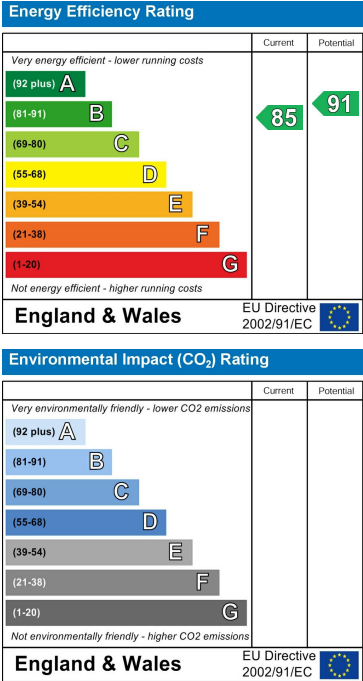 Energy Efficiency Rating
Current Potential
Very energy efficient - lower running costs
(92 plus) A
(81-91) B
(69-80) C
(55-68) D
(39-54) E
(21-38) F
(1-20) G
85
91
Not energy efficient - higher running costs
England & Wales
EU Directive
2002/91/EC
Environmental Impact (CO₂) Rating
Current Potential
Very environmentally friendly - lower CO2 emissions
(92 plus) A
(81-91) B
(69-80) C
(55-68) D
(39-54) E
(21-38) F
(1-20) G
Not environmentally friendly - higher CO2 emissions
England & Wales
EU Directive
2002/91/EC